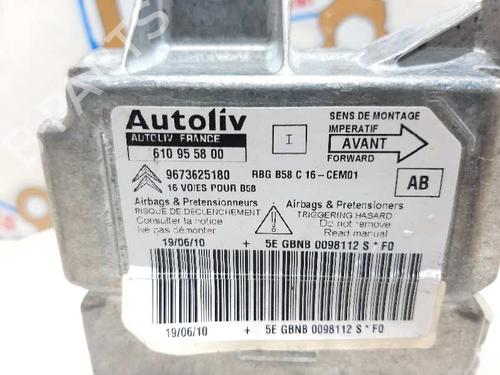 Autoliv
AUTOLIV FRANCE
610 95 58 00
I
SENS DE MONTAGE
IMPERATIF
AVANT
FORWARD
9673625180
RBG B58 C 16-CEM01
16 VOIES POUR B58
AB
Airbags & Pretensionneurs
RISQUE DE DECLENCHEMENT
Consulter la notice
Ne pas démonter
Airbags & Pretensioners
TRIGGERING HASARD
Do not remove
Read manual
19/06/10 + 5E GBNB 0098112 S * F0
19/06/10 + 5E GBNB 0098112 S * F0